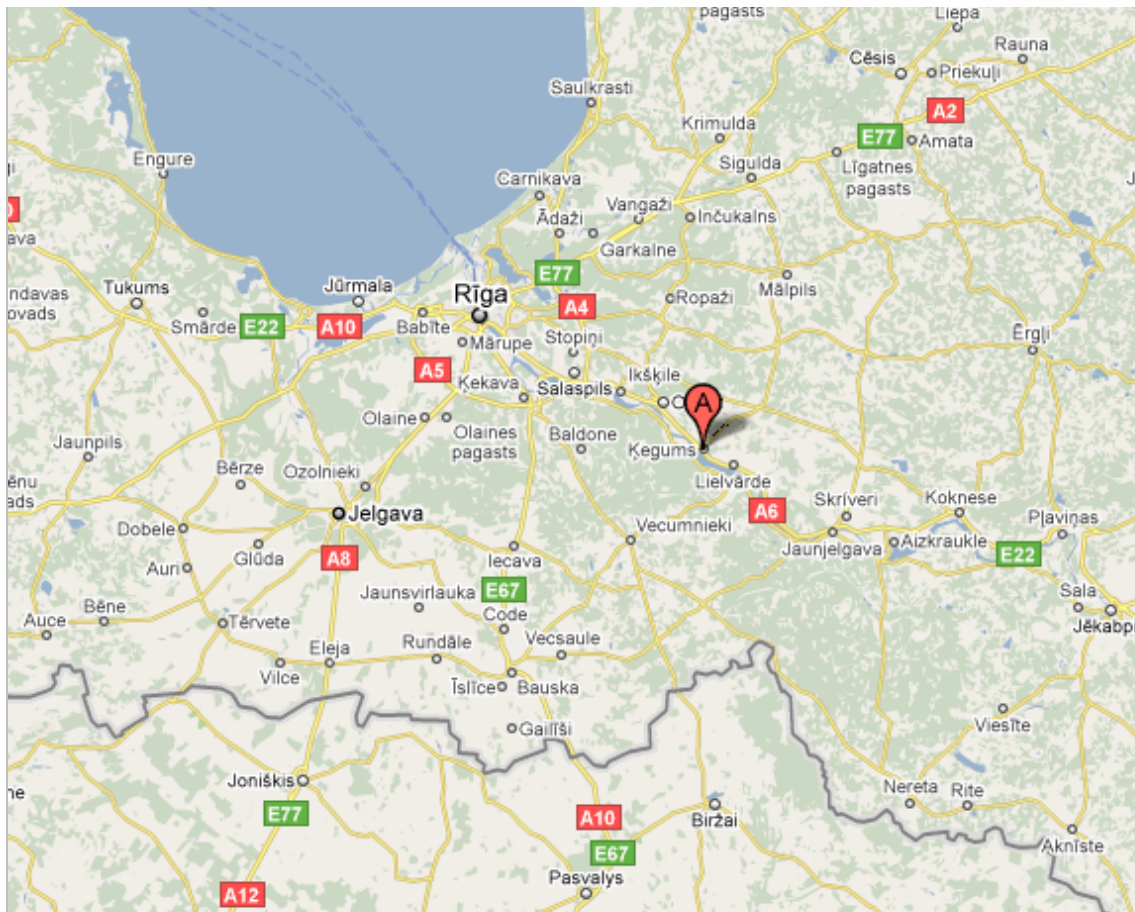 pagasts
Liepa
Rauna
Cēsis
Priekuļi
Saulkrasti
A2
Krimulda
E77
Amata
Engure
Sigulda
Līgatnes
pagasts
Carnikava
Vangaži
Inčukalns
Ādaži
Garkalne
ava
E77
Tukums
Jūrmala
Rīga
Mālpils
ndavas
ovads
Ropaži
A4
Smārde
E22
A10
Babīte
Stopiņi
Ērgļi
Mārupe
A5
Ķekava
Salaspils
Ikšķile
A
Olaine
Olaines
pagasts
Baldone
Ķegums
Jaunpils
Bērze
Ozolnieki
Lielvārde
ēnu
ads
Skrīveri
Koknese
Jelgava
A6
Pļaviņas
Dobele
Vecumnieki
Glūda
A8
Iecava
Jaunjelgava
Aizkraukle
E22
Auri
Jaunsvirlauka
E67
Sala
Bēne
Code
Jēkabpi
Auce
Tērvete
Eleja
Rundāle
Vecsaule
Vilce
Īslīce
Bauska
Viesīte
Gailīši
Joniškis
Nereta
Rite
ne
E77
A10
Biržai
Aknīste
E67
Pasvalys
A12